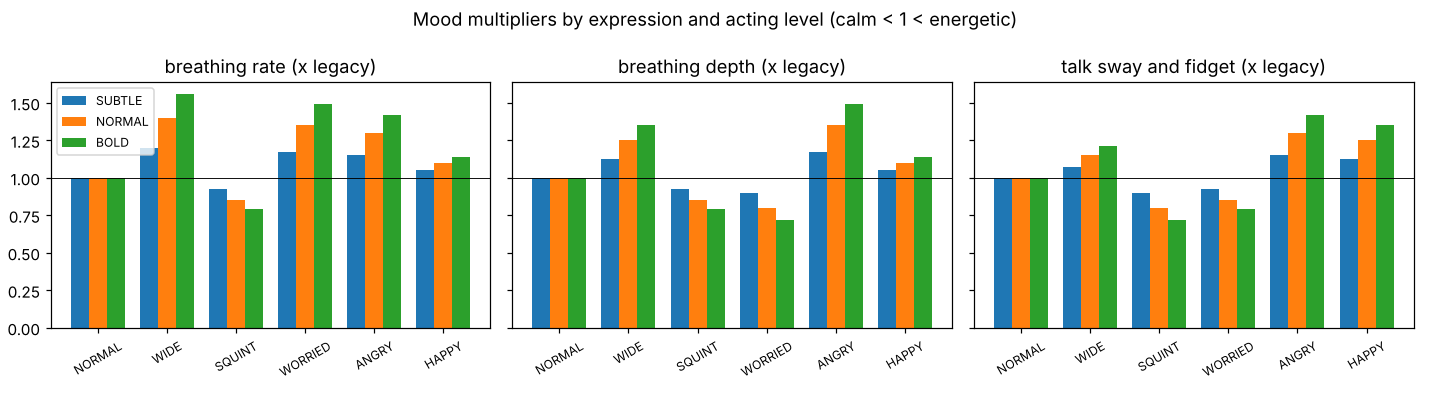 Mood multipliers by expression and acting level (calm < 1 < energetic)
breathing rate (x legacy)
breathing depth (x legacy)
talk sway and fidget (x legacy)
SUBTLE
NORMAL
BOLD
1.50
1.25
1.00
0.75
0.50
0.25
0.00
NORMAL
WIDE
SQUINT
WORRIED
ANGRY
HAPPY
NORMAL
WIDE
SQUINT
WORRIED
ANGRY
HAPPY
NORMAL
WIDE
SQUINT
WORRIED
ANGRY
HAPPY